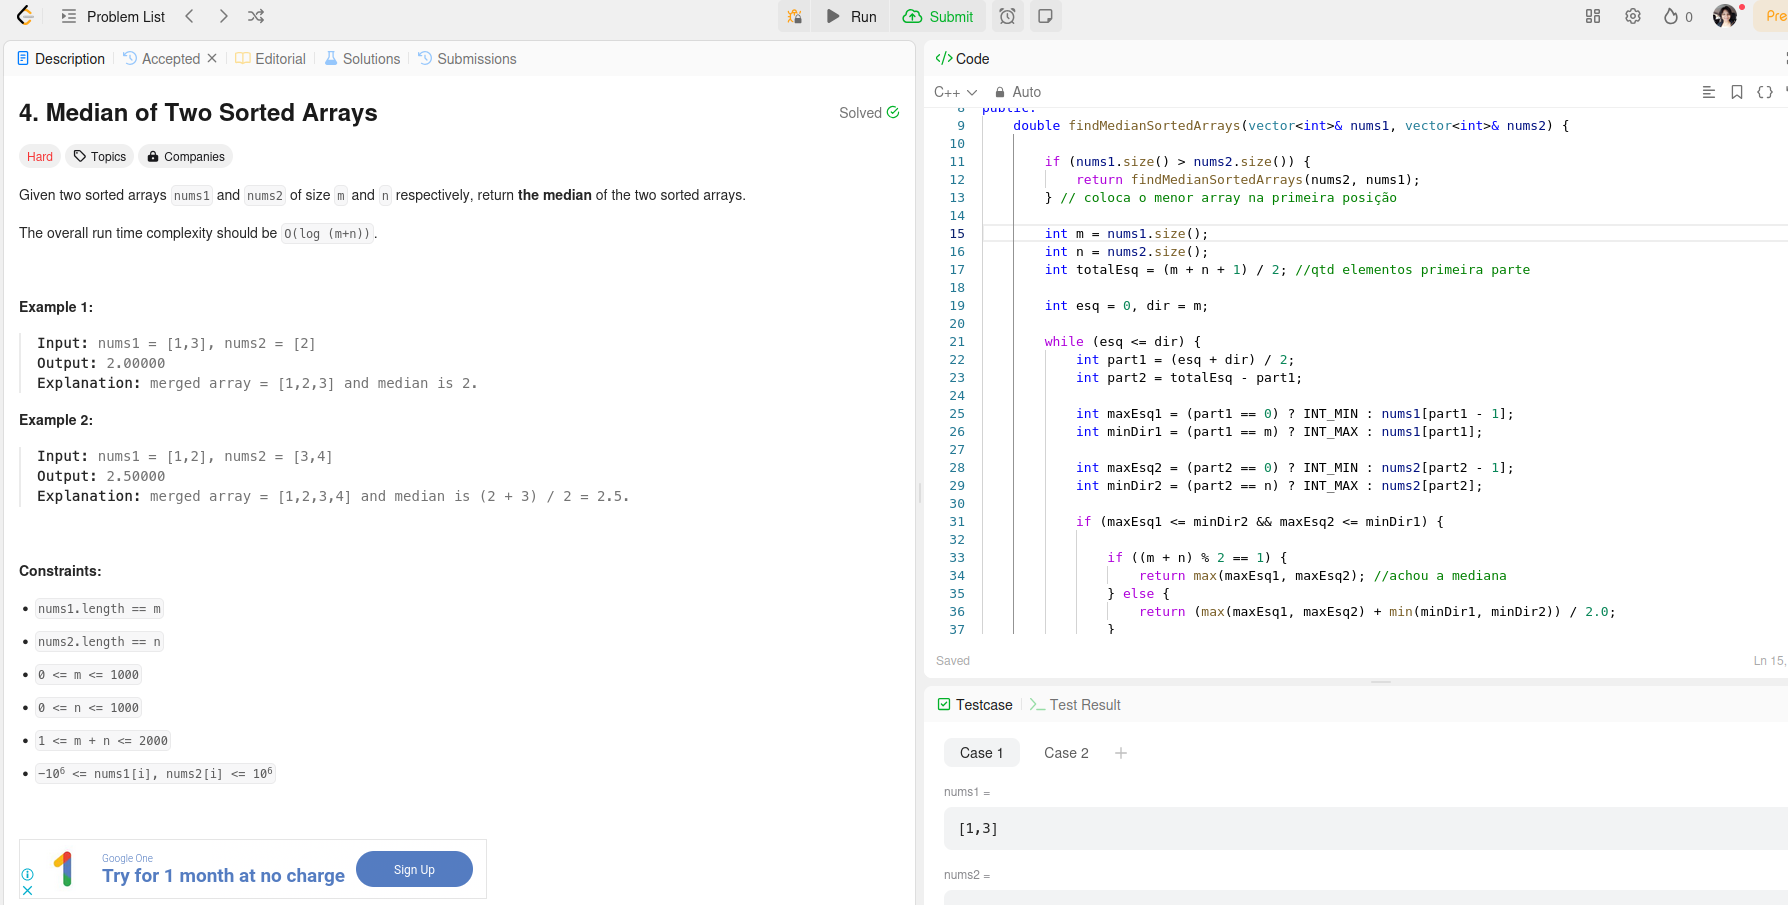 Problem List
Run
Submit
0
Pre
Description
Accepted
Editorial
Solutions
Submissions
4. Median of Two Sorted Arrays
Solved
Hard
Topics
Companies
Given two sorted arrays nums1 and nums2 of size m and n respectively, return the median of the two sorted arrays.
The overall run time complexity should be O(log (m+n)).
Example 1:
Input: nums1 = [1,3], nums2 = [2]
Output: 2.00000
Explanation: merged array = [1,2,3] and median is 2.
Example 2:
Input: nums1 = [1,2], nums2 = [3,4]
Output: 2.50000
Explanation: merged array = [1,2,3,4] and median is (2 + 3) / 2 = 2.5.
Constraints:
• nums1.length == m
• nums2.length == n
• 0 <= m <= 1000
• 0 <= n <= 1000
• 1 <= m + n <= 2000
• -10⁶ <= nums1[i], nums2[i] <= 10⁶
Google One
Try for 1 month at no charge
Sign Up
</> Code
C++
Auto
8 public:
9 double findMedianSortedArrays(vector<int>& nums1, vector<int>& nums2) {
10
11 if (nums1.size() > nums2.size()) {
12 return findMedianSortedArrays(nums2, nums1);
13 } // coloca o menor array na primeira posição
14
15 int m = nums1.size();
16 int n = nums2.size();
17 int totalEsq = (m + n + 1) / 2; //qtd elementos primeira parte
18
19 int esq = 0, dir = m;
20
21 while (esq <= dir) {
22 int part1 = (esq + dir) / 2;
23 int part2 = totalEsq - part1;
24
25 int maxEsq1 = (part1 == 0) ? INT_MIN : nums1[part1 - 1];
26 int minDir1 = (part1 == m) ? INT_MAX : nums1[part1];
27
28 int maxEsq2 = (part2 == 0) ? INT_MIN : nums2[part2 - 1];
29 int minDir2 = (part2 == n) ? INT_MAX : nums2[part2];
30
31 if (maxEsq1 <= minDir2 && maxEsq2 <= minDir1) {
32
33 if ((m + n) % 2 == 1) {
34 return max(maxEsq1, maxEsq2); //achou a mediana
35 } else {
36 return (max(maxEsq1, maxEsq2) + min(minDir1, minDir2)) / 2.0;
37 }
Saved
Ln 15,
Testcase
Test Result
Case 1
Case 2
nums1 =
[1,3]
nums2 =